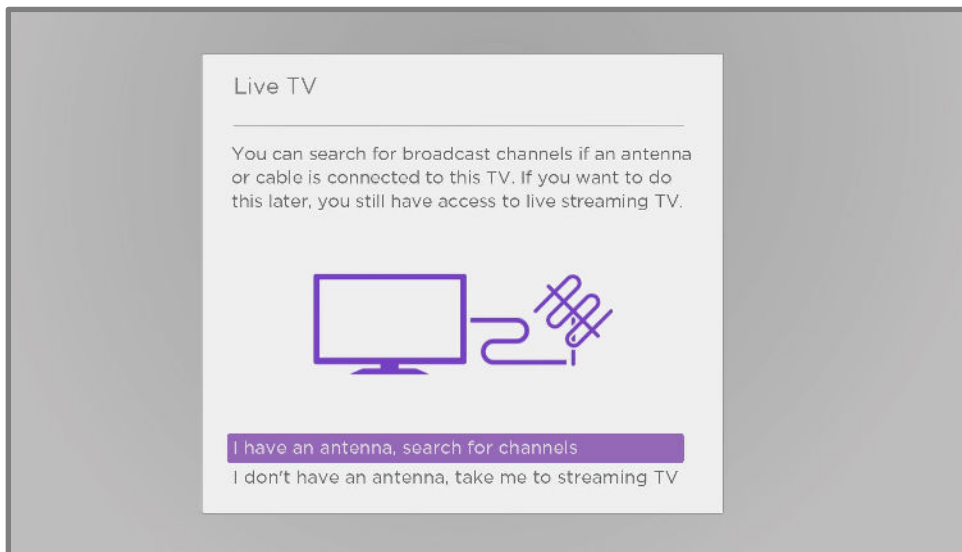 Live TV
You can search for broadcast channels if an antenna
or cable is connected to this TV. If you want to do
this later, you still have access to live streaming TV.
I have an antenna, search for channels
I don't have an antenna, take me to streaming TV